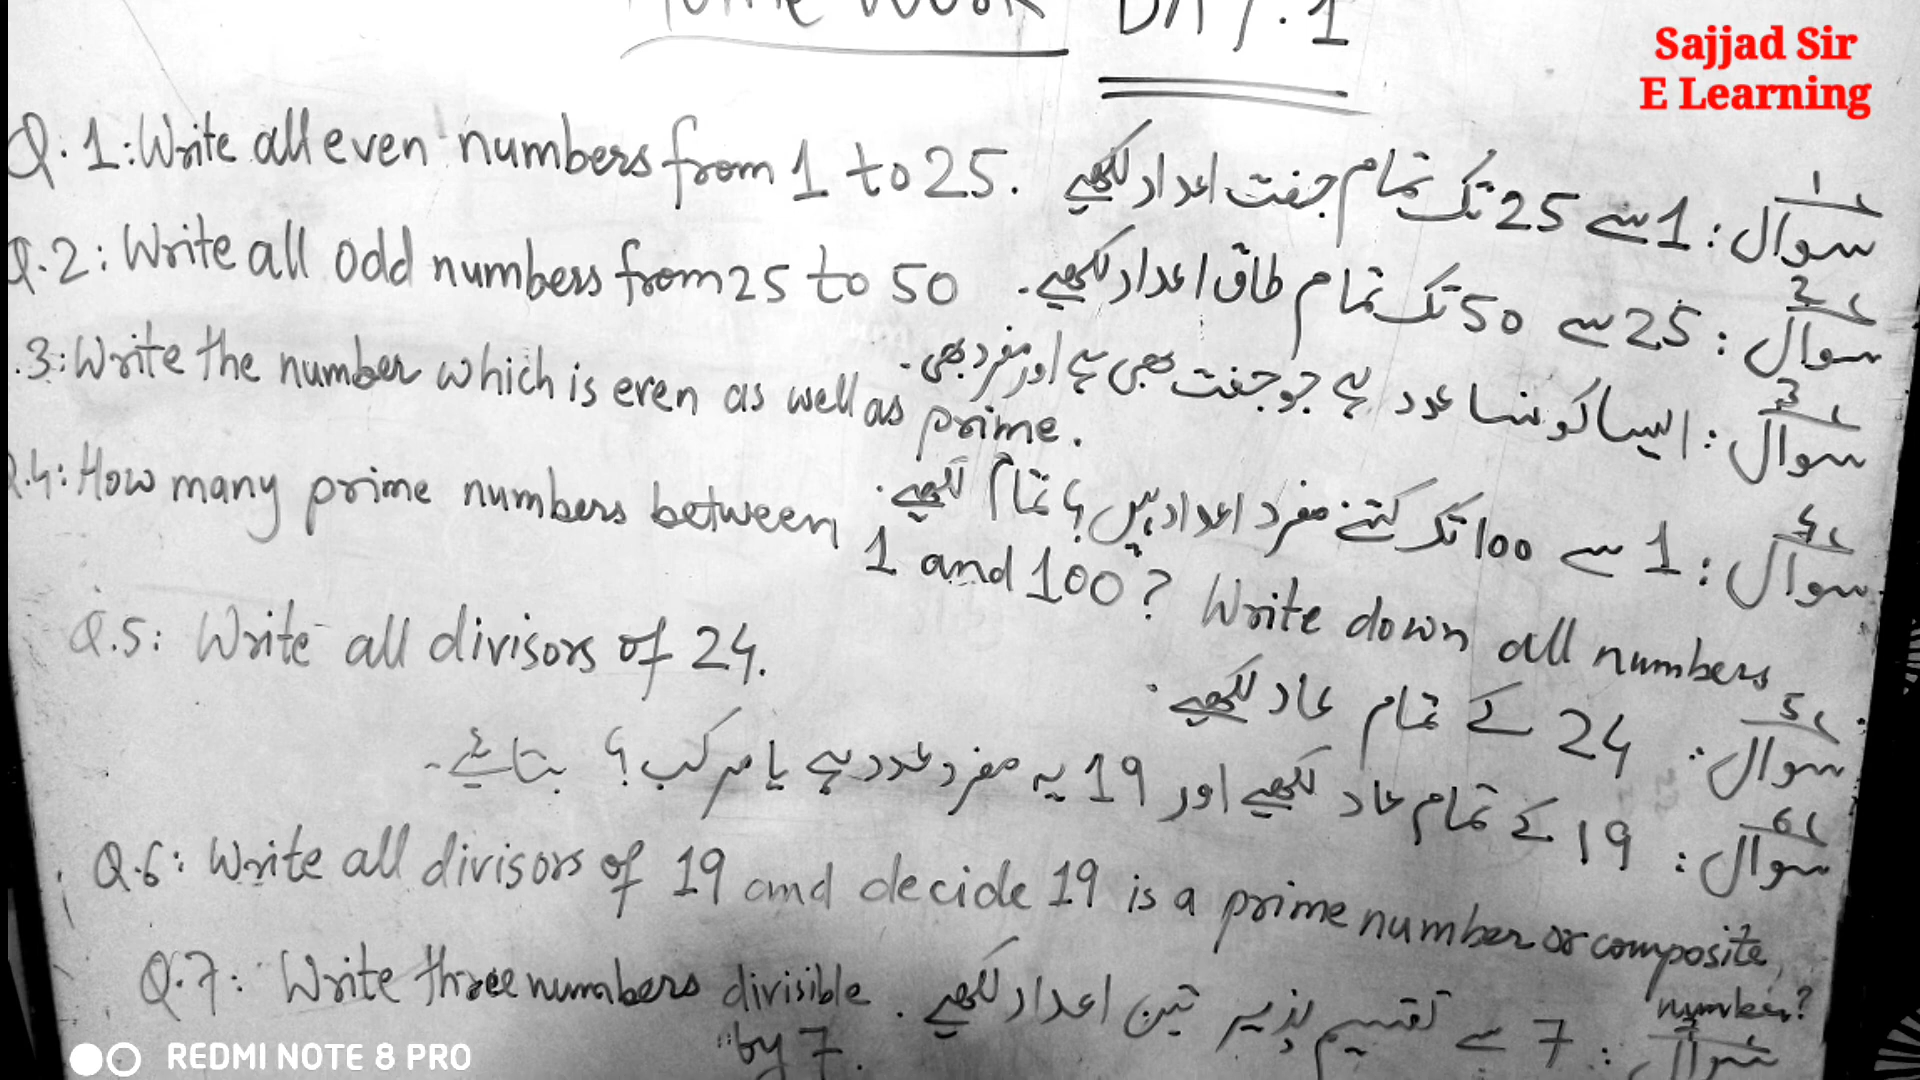 Home Work DAY:1
Sajjad Sir
E Learning
Q.1: Write all even numbers from 1 to 25.
سوال 1: 1 سے 25 تک تمام جفت اعداد لکھیے
Q.2: Write all odd numbers from 25 to 50
سوال 2: 25 سے 50 تک تمام طاق اعداد لکھیے۔
.3: Write the number which is even as well as prime.
سوال 3: ایسا کونسا عدد ہے جو جفت بھی ہے اور مفرد بھی۔
Q.4: How many prime numbers between
1 and 100? Write down all numbers
سوال 4: 1 سے 100 تک کتنے مفرد اعداد ہیں؟ تمام لکھیے۔
Q.5: Write all divisors of 24.
سوال 5: 24 کے تمام عاد لکھیے۔
سوال 6: 19 کے تمام عاد لکھیے اور 19 یہ مفرد عدد ہے یا مرکب؟ بتائیے۔
Q.6: Write all divisors of 19 and decide 19 is a prime number or composite
number?
Q.7: Write three numbers divisible
by 7.
سوال 7: 7 سے تقسیم پذیر تین اعداد لکھیے۔
REDMI NOTE 8 PRO